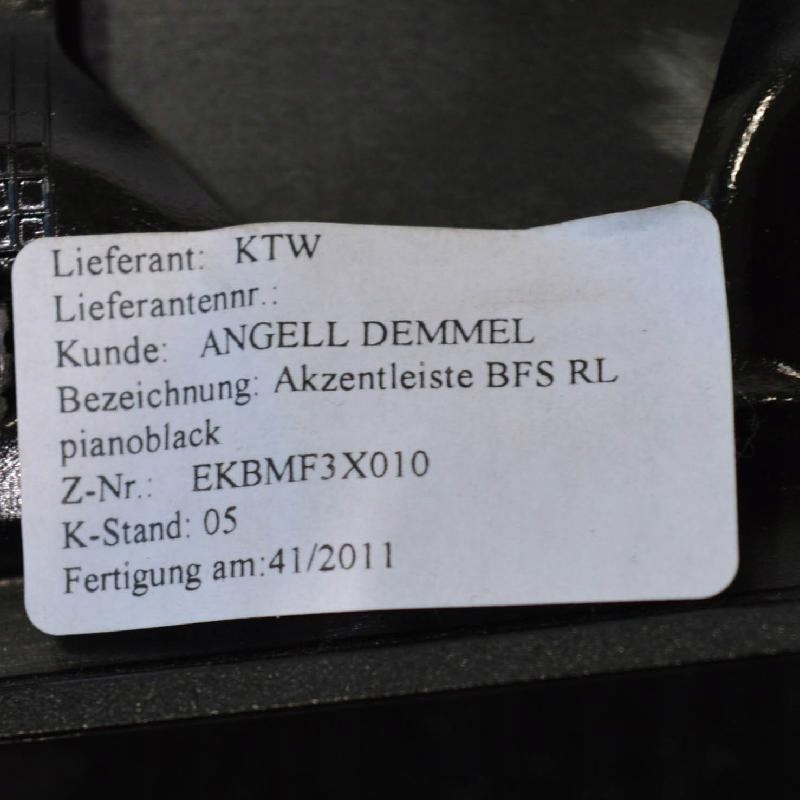 Lieferant: KTW
Lieferantennr.:
Kunde: ANGELL DEMMEL
Bezeichnung: Akzentleiste BFS RL
pianoblack
Z-Nr.: EKBMF3X010
K-Stand: 05
Fertigung am:41/2011